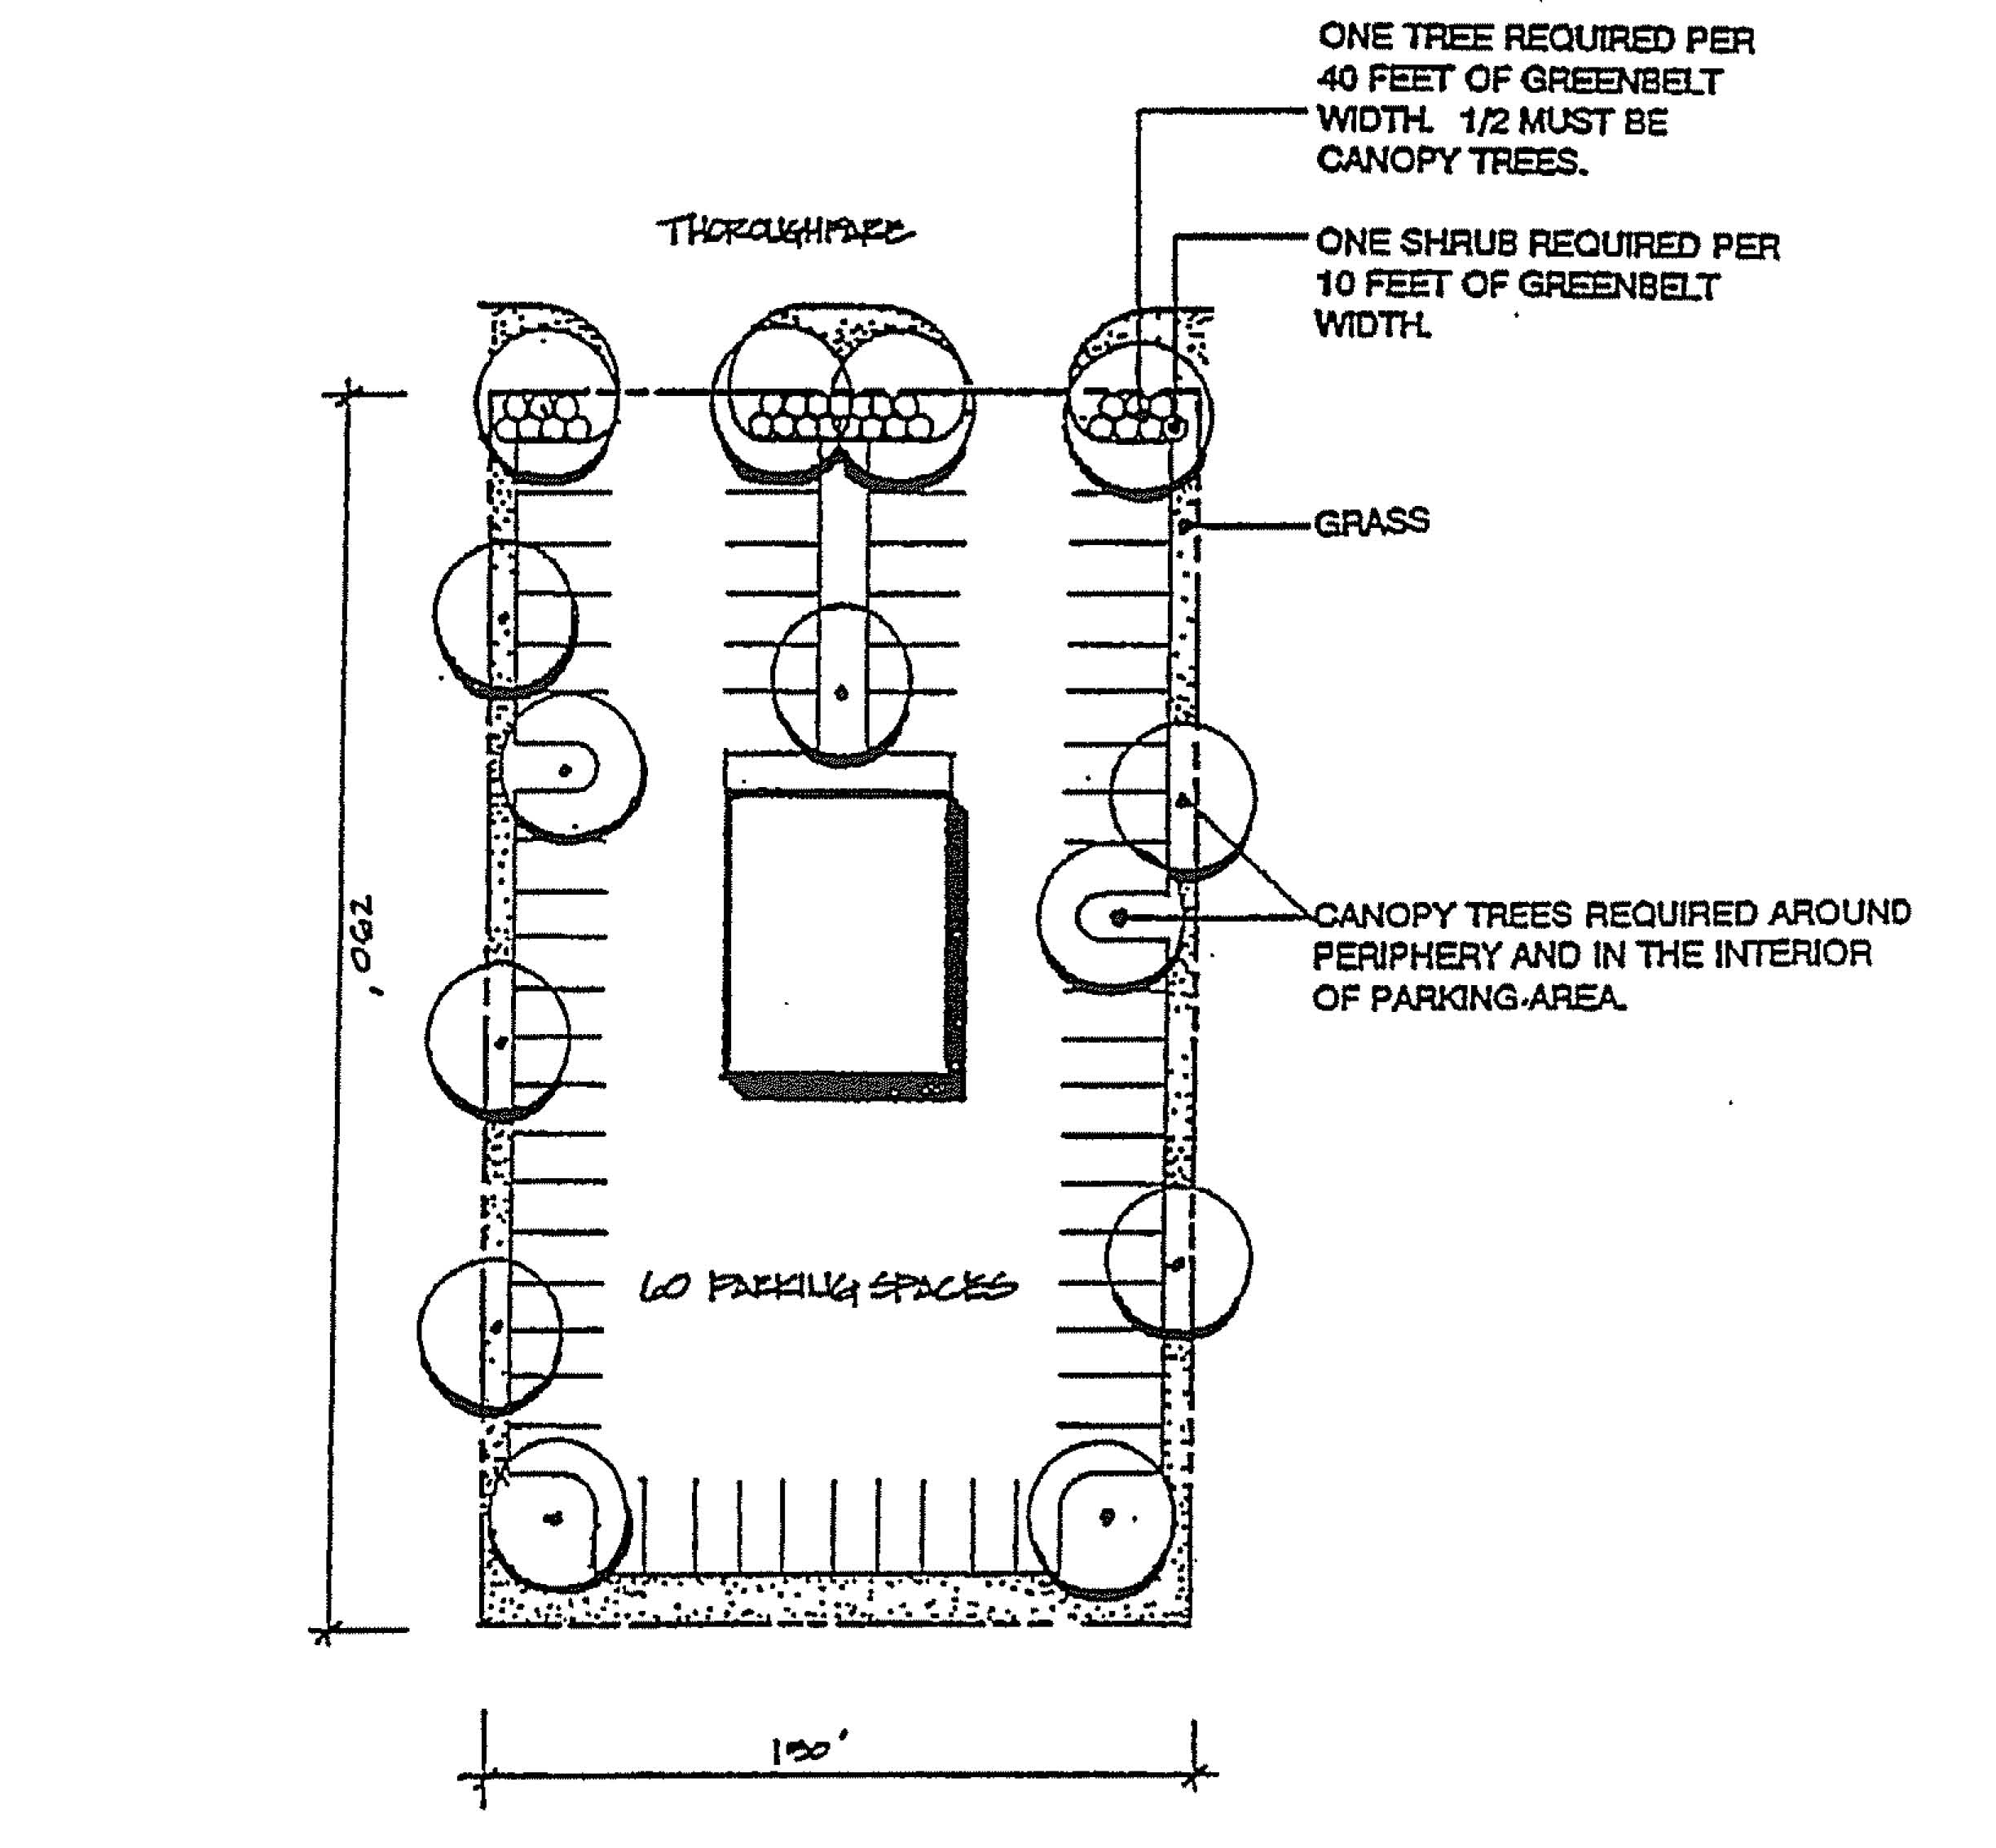 ONE TREE REQUIRED PER
40 FEET OF GREENBELT
WIDTH. 1/2 MUST BE
CANOPY TREES.
THOROUGHFARE
ONE SHRUB REQUIRED PER
10 FEET OF GREENBELT
WIDTH.
GRASS
CANOPY TREES REQUIRED AROUND
PERIPHERY AND IN THE INTERIOR
OF PARKING AREA.
60 PARKING SPACES